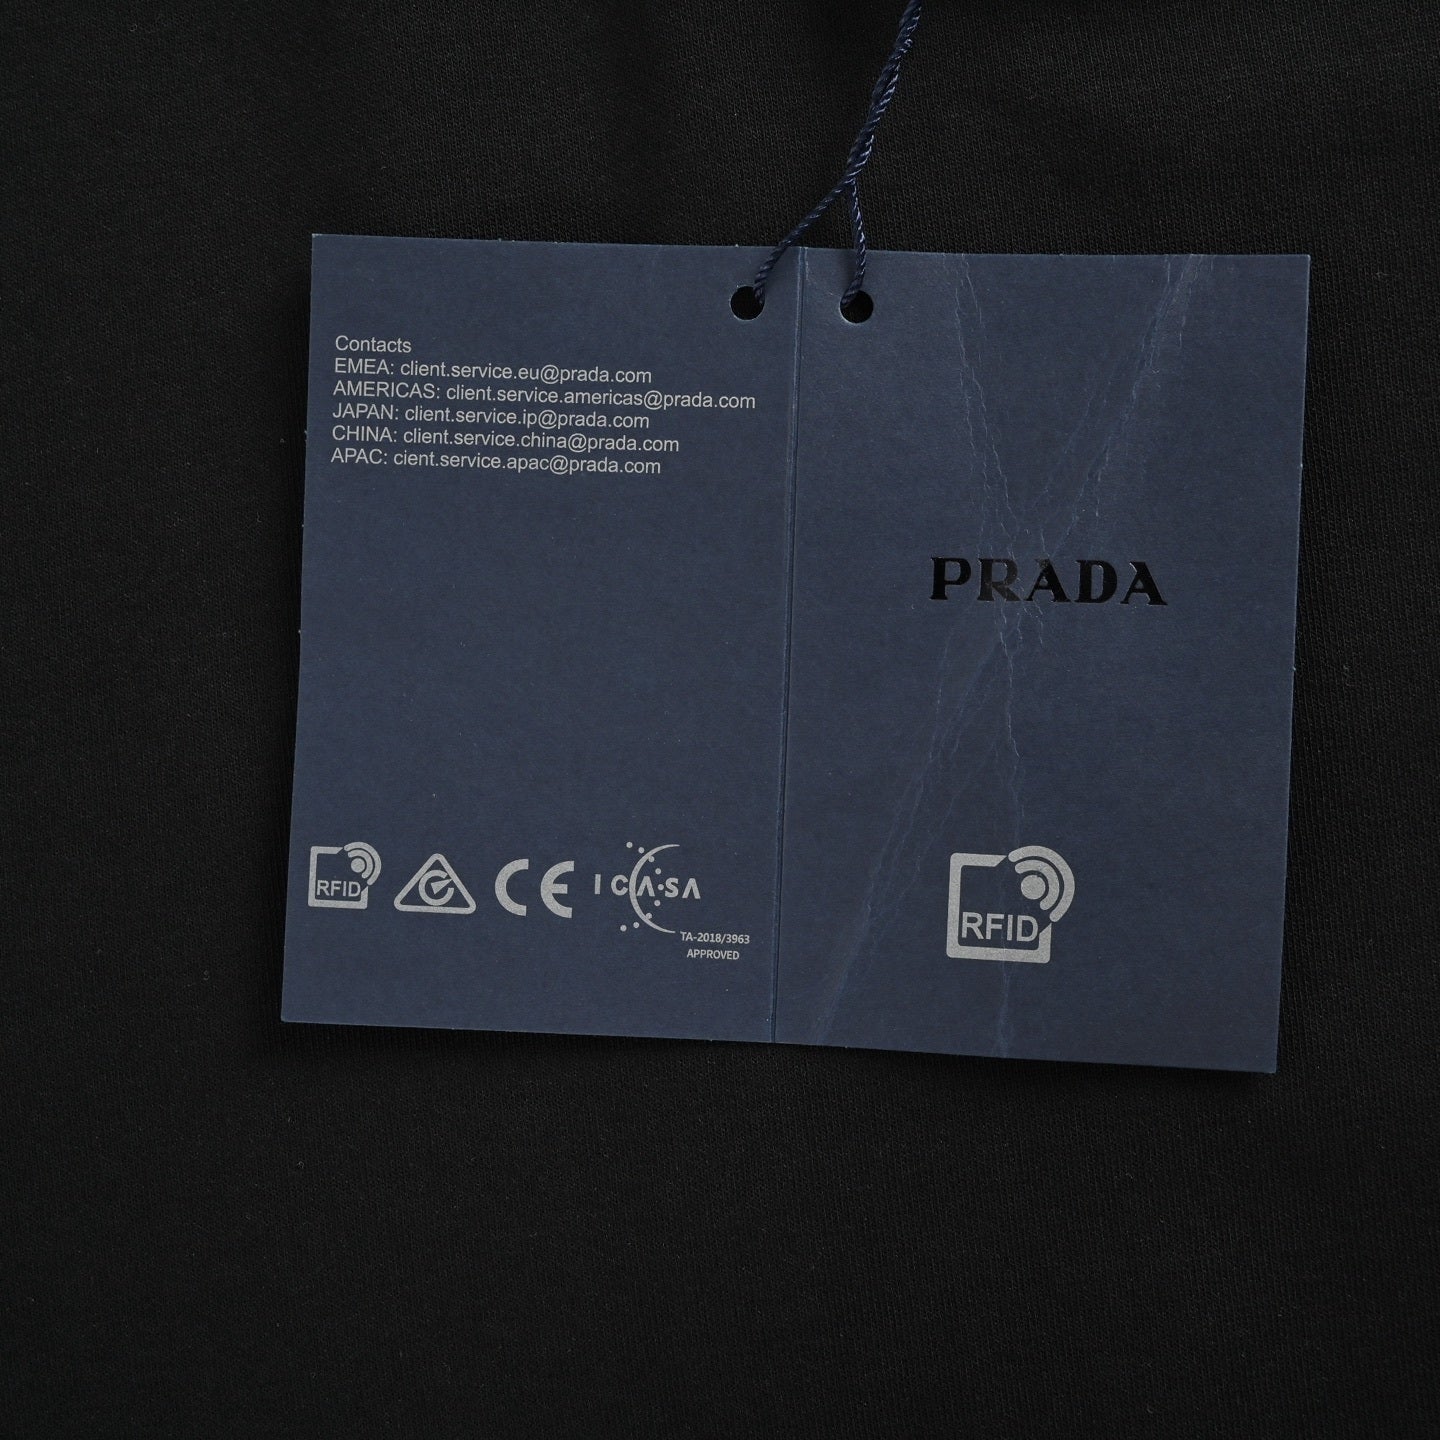 Contacts
EMEA: client.service.eu@prada.com
AMERICAS: client.service.americas@prada.com
JAPAN: client.service.ip@prada.com
CHINA: client.service.china@prada.com
APAC: cient.service.apac@prada.com
RFID
CE
ICASA
TA-2018/3963
APPROVED
PRADA
RFID